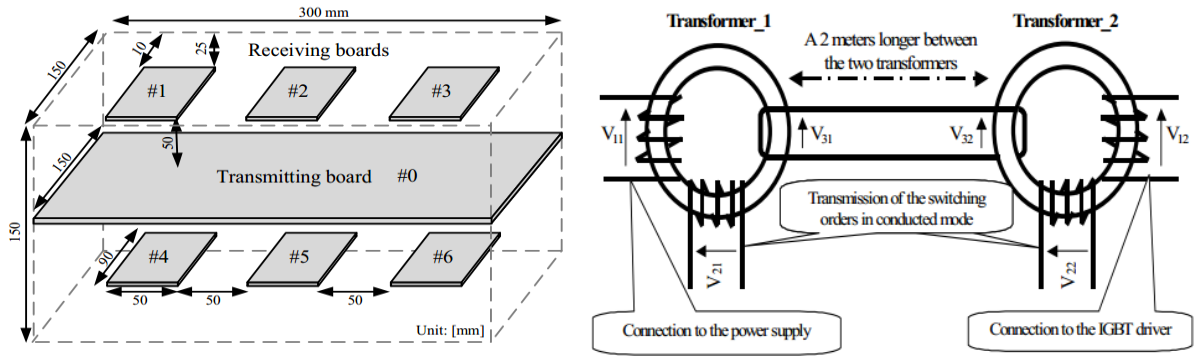 300 mm
10
25
Receiving boards
150
#1
#2
#3
50
150
Transmitting board #0
150
90
#4
#5
#6
50
50
50
Unit: [mm]
Transformer_1
Transformer_2
A 2 meters longer between
the two transformers
V11
V31
V32
V12
Transmission of the switching
orders in conducted mode
V21
V22
Connection to the power supply
Connection to the IGBT driver